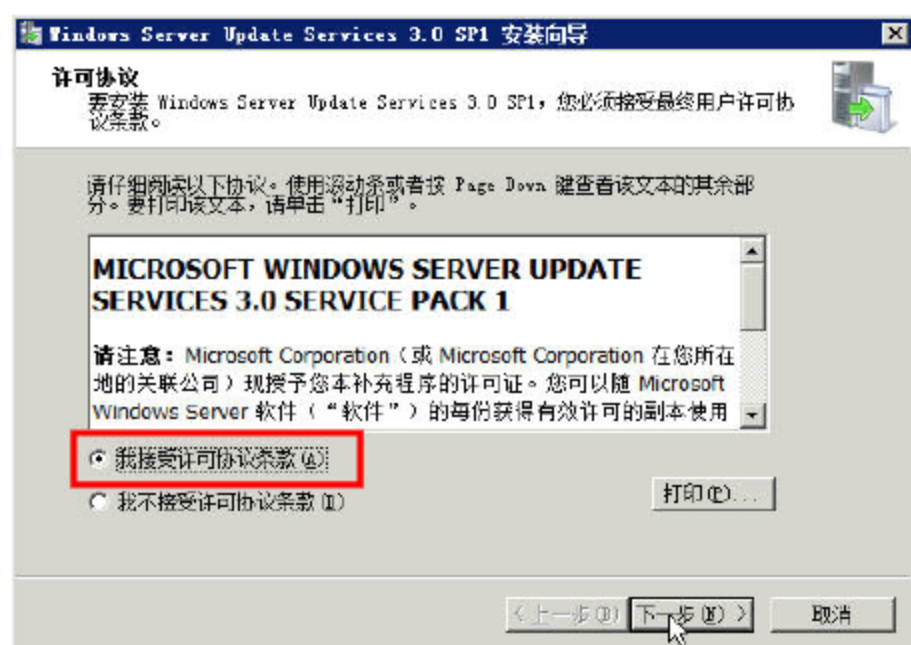 Windows Server Update Services 3.0 SP1 安装向导
许可协议
要安装 Windows Server Update Services 3.0 SP1，您必须接受最终用户许可协
议条款。
请仔细阅读以下协议。使用滚动条或者按 Page Down 键查看该文本的其余部
分。要打印该文本，请单击“打印”。
MICROSOFT WINDOWS SERVER UPDATE
SERVICES 3.0 SERVICE PACK 1
请注意：Microsoft Corporation（或 Microsoft Corporation 在您所在
地的关联公司）现授予您本补充程序的许可证。您可以随 Microsoft
Windows Server 软件（“软件”）的每份获得有效许可的副本使用
我接受许可协议条款(A)
我不接受许可协议条款(D)
打印(P)...
< 上一步(B)
下一步(N) >
取消